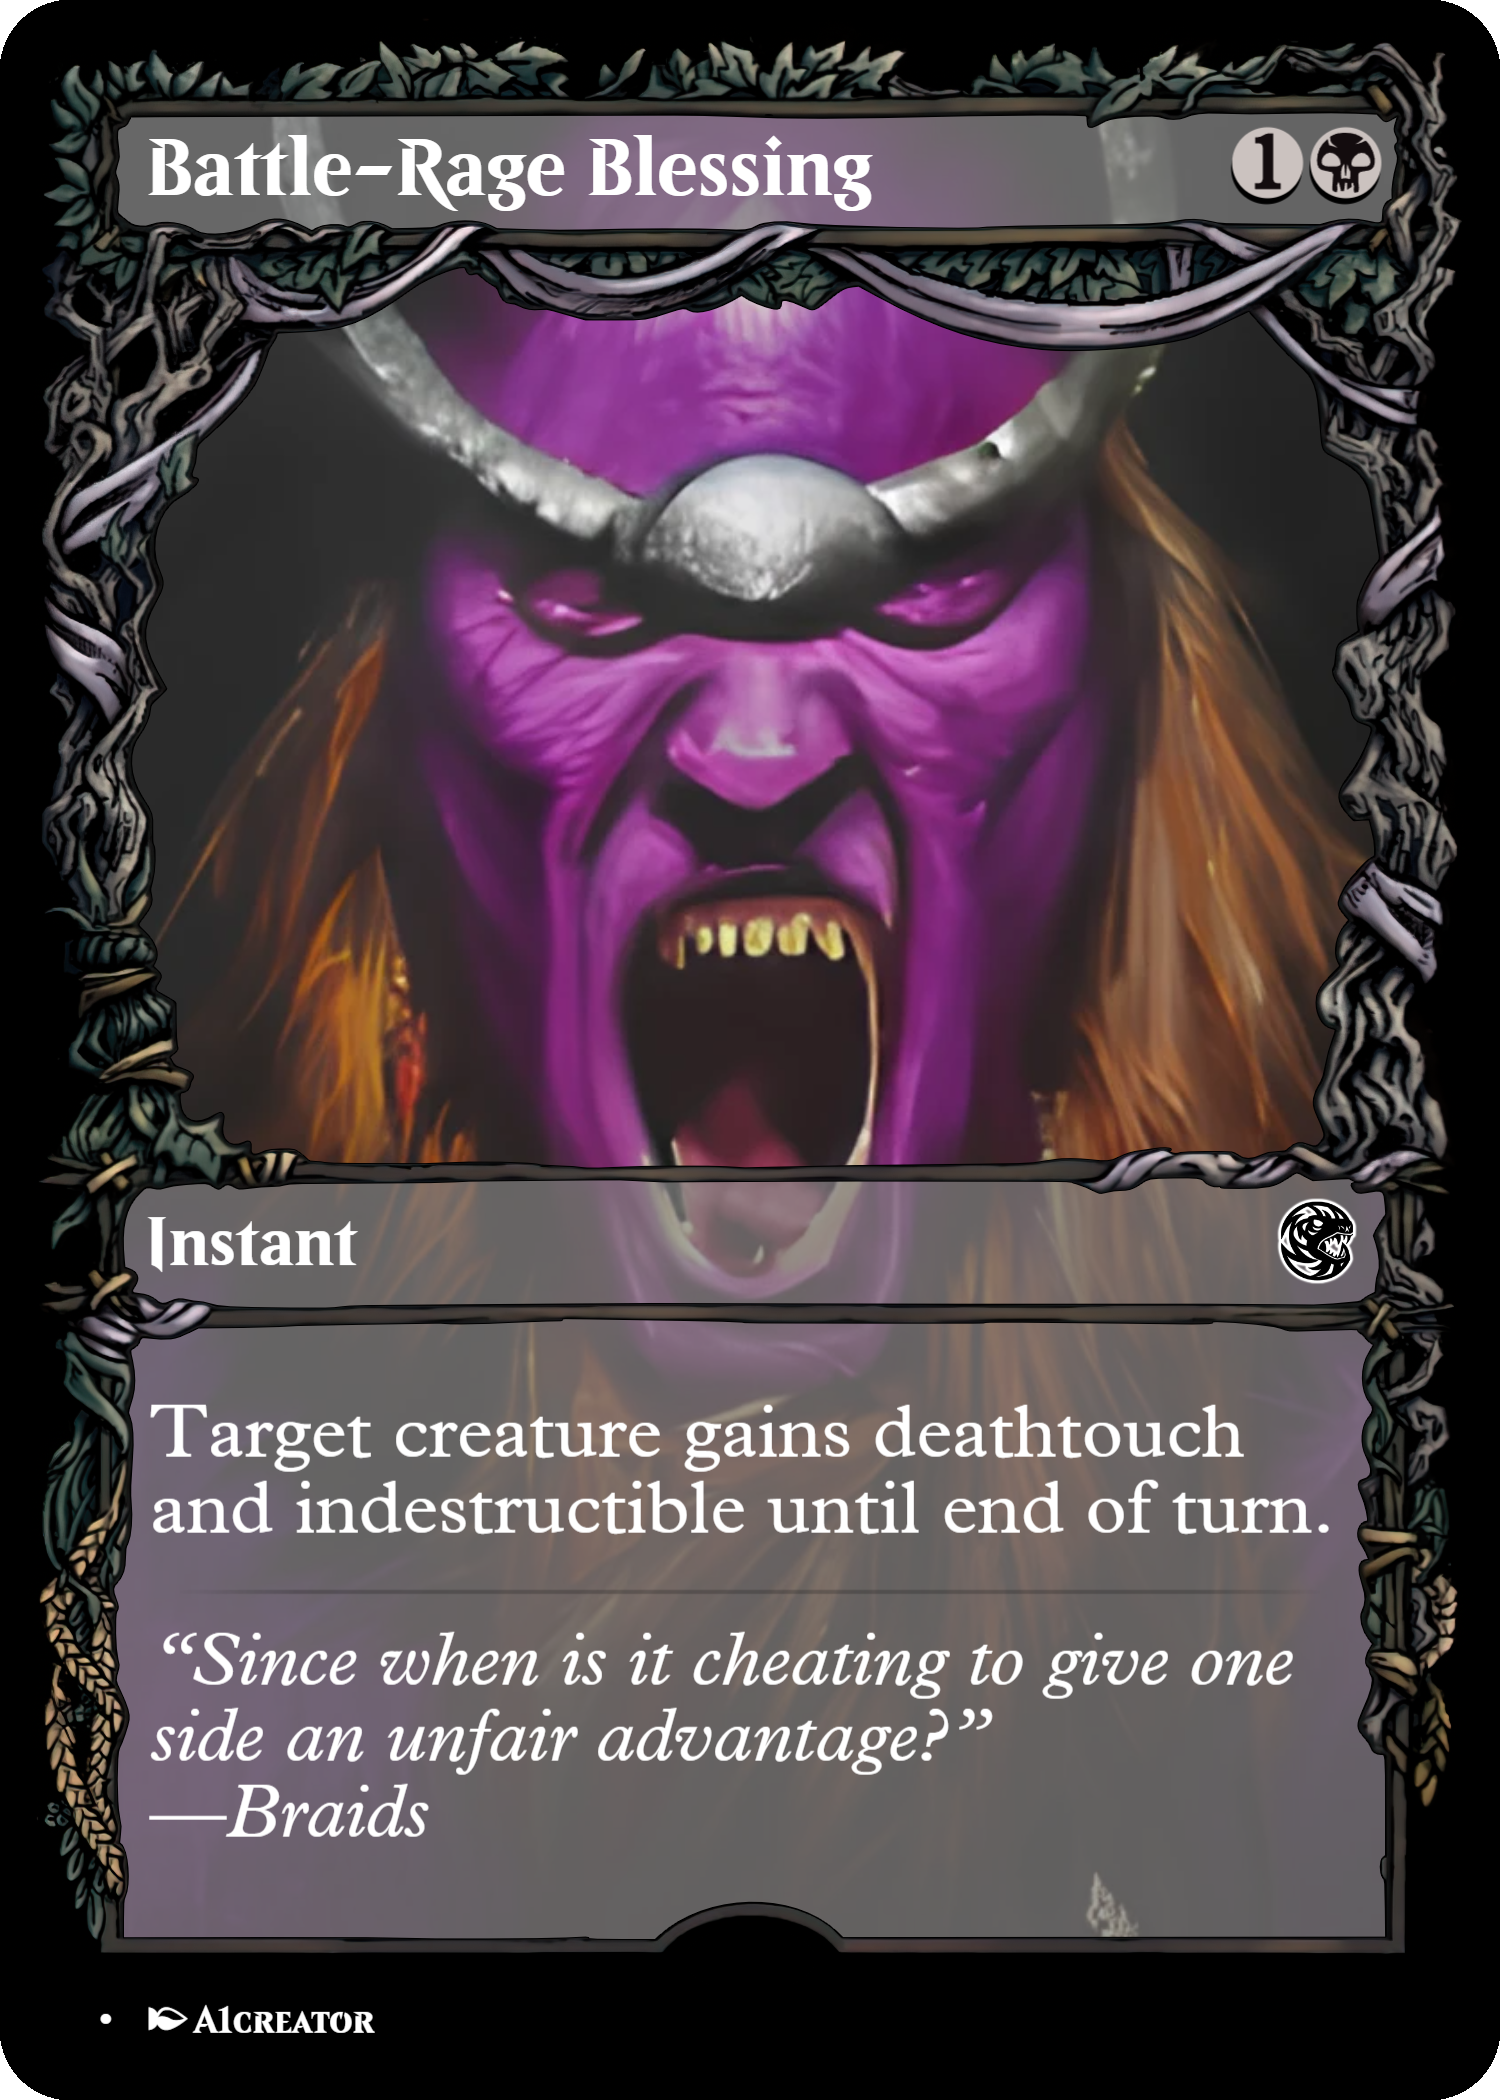 Battle-Rage Blessing 1
Instant
Target creature gains deathtouch
and indestructible until end of turn.
“Since when is it cheating to give one
side an unfair advantage?”
—Braids
• A1creator